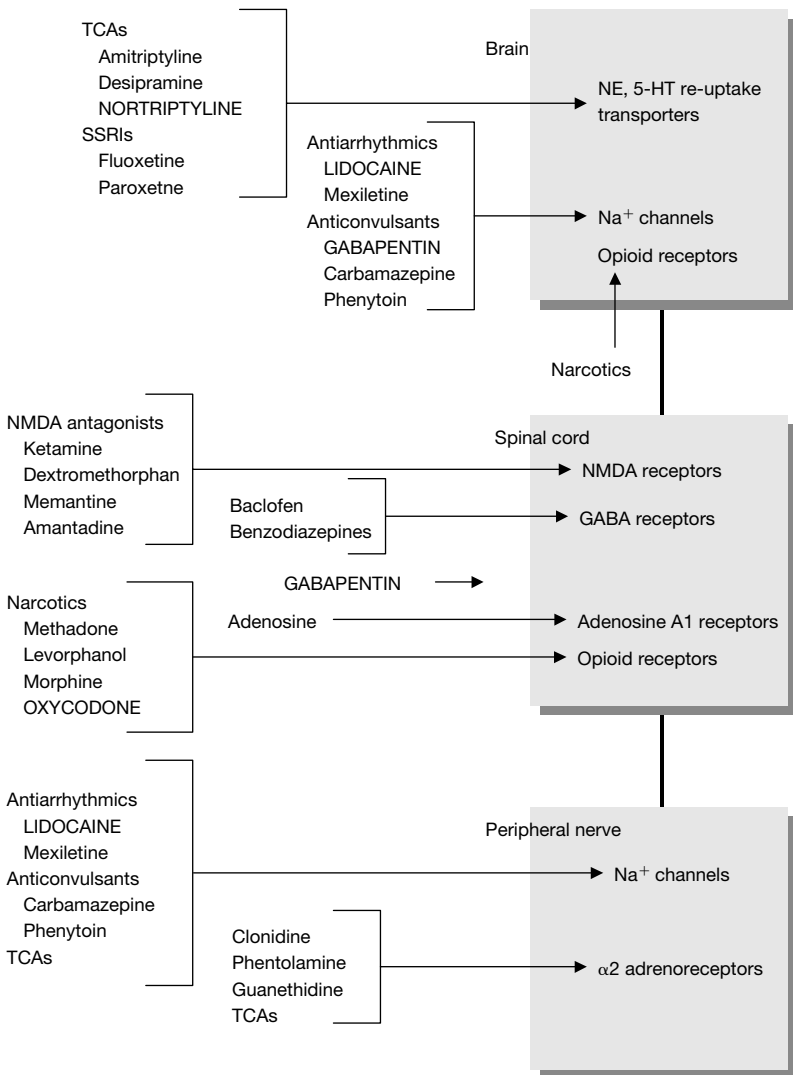 TCAs
Amitriptyline
Desipramine
NORTRIPTYLINE
SSRIs
Fluoxetine
Paroxetne
Brain
NE, 5-HT re-uptake
transporters
Antiarrhythmics
LIDOCAINE
Mexiletine
Anticonvulsants
GABAPENTIN
Carbamazepine
Phenytoin
Na+ channels
Opioid receptors
Narcotics
NMDA antagonists
Ketamine
Dextromethorphan
Memantine
Amantadine
Spinal cord
NMDA receptors
Baclofen
Benzodiazepines
GABA receptors
GABAPENTIN
Narcotics
Methadone
Levorphanol
Morphine
OXYCODONE
Adenosine
Adenosine A1 receptors
Opioid receptors
Antiarrhythmics
LIDOCAINE
Mexiletine
Anticonvulsants
Carbamazepine
Phenytoin
TCAs
Peripheral nerve
Na+ channels
Clonidine
Phentolamine
Guanethidine
TCAs
α2 adrenoreceptors